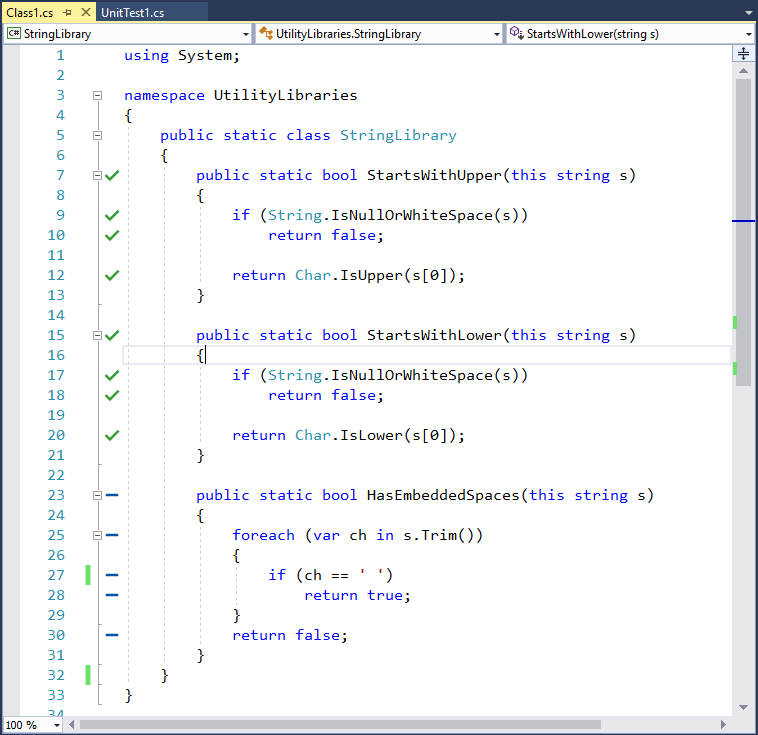 Class1.cs UnitTest1.cs
C# StringLibrary UtilityLibraries.StringLibrary StartsWithLower(string s)
1 using System;
2
3 namespace UtilityLibraries
4 {
5 public static class StringLibrary
6 {
7 public static bool StartsWithUpper(this string s)
8 {
9 if (String.IsNullOrWhiteSpace(s))
10 return false;
11
12 return Char.IsUpper(s[0]);
13 }
14
15 public static bool StartsWithLower(this string s)
16 {
17 if (String.IsNullOrWhiteSpace(s))
18 return false;
19
20 return Char.IsLower(s[0]);
21 }
22
23 public static bool HasEmbeddedSpaces(this string s)
24 {
25 foreach (var ch in s.Trim())
26 {
27 if (ch == ' ')
28 return true;
29 }
30 return false;
31 }
32 }
33 }
34
100 %